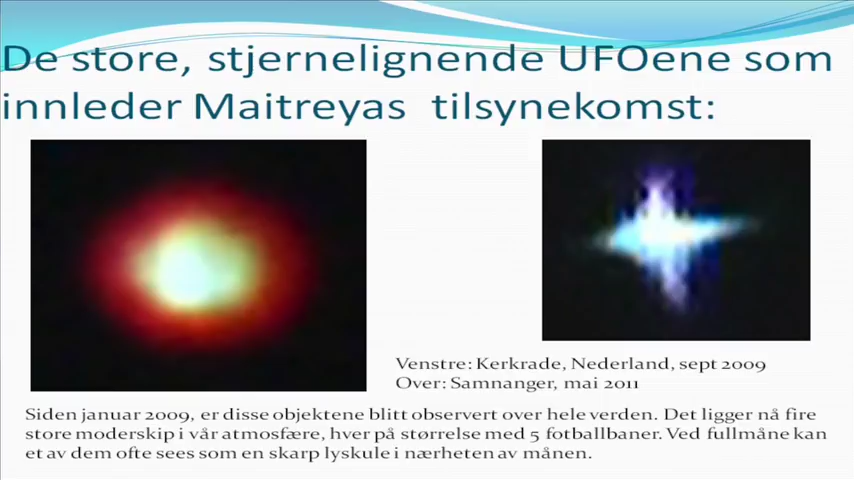 De store, stjernelignende UFOene som
innleder Maitreyas tilsynekomst:
Venstre: Kerkrade, Nederland, sept 2009
Over: Samnanger, mai 2011
Siden januar 2009, er disse objektene blitt observert over hele verden. Det ligger nå fire
store moderskip i vår atmosfære, hver på størrelse med 5 fotballbaner. Ved fullmåne kan
et av dem ofte sees som en skarp lyskule i nærheten av månen.